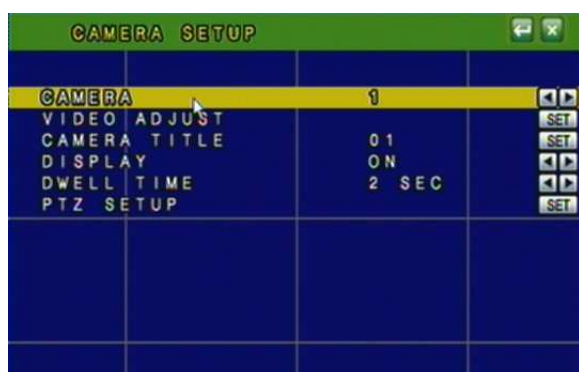 CAMERA SETUP
CAMERA 1
VIDEO ADJUST SET
CAMERA TITLE 01 SET
DISPLAY ON
DWELL TIME 2 SEC
PTZ SETUP SET